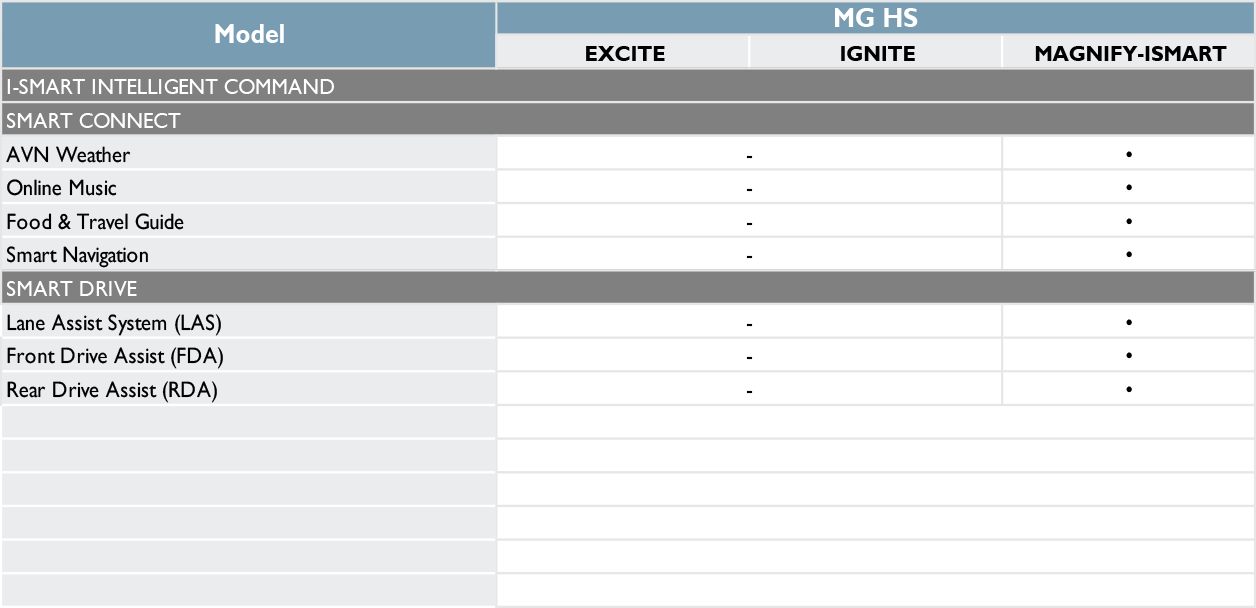 Model
MG HS
EXCITE IGNITE MAGNIFY-ISMART
I-SMART INTELLIGENT COMMAND
SMART CONNECT
AVN Weather - •
Online Music - •
Food & Travel Guide - •
Smart Navigation - •
SMART DRIVE
Lane Assist System (LAS) - •
Front Drive Assist (FDA) - •
Rear Drive Assist (RDA) - •